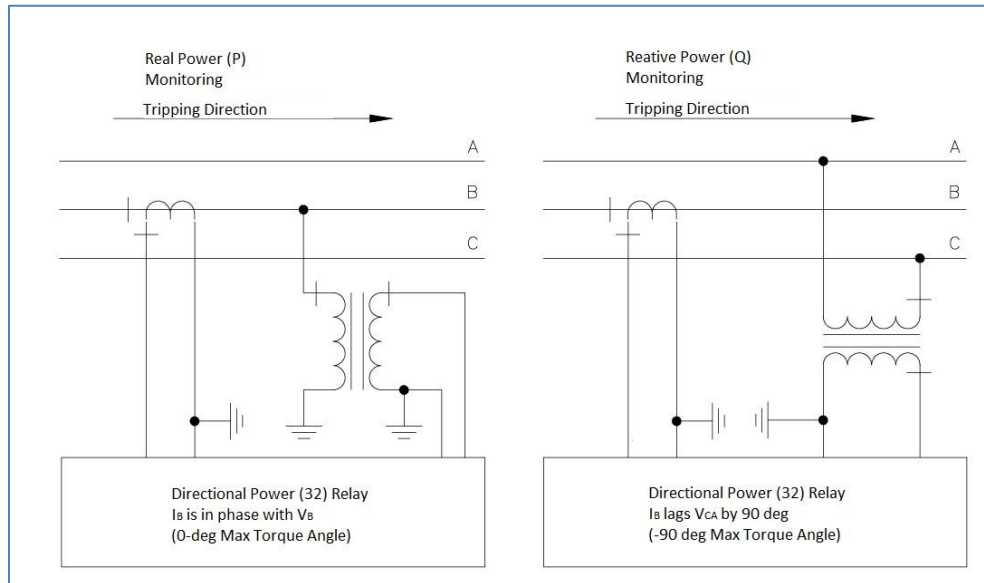 Real Power (P)
Monitoring
Tripping Direction
A
B
C
Directional Power (32) Relay
IB is in phase with VB
(0-deg Max Torque Angle)
Reative Power (Q)
Monitoring
Tripping Direction
A
B
C
Directional Power (32) Relay
IB lags VCA by 90 deg
(-90 deg Max Torque Angle)